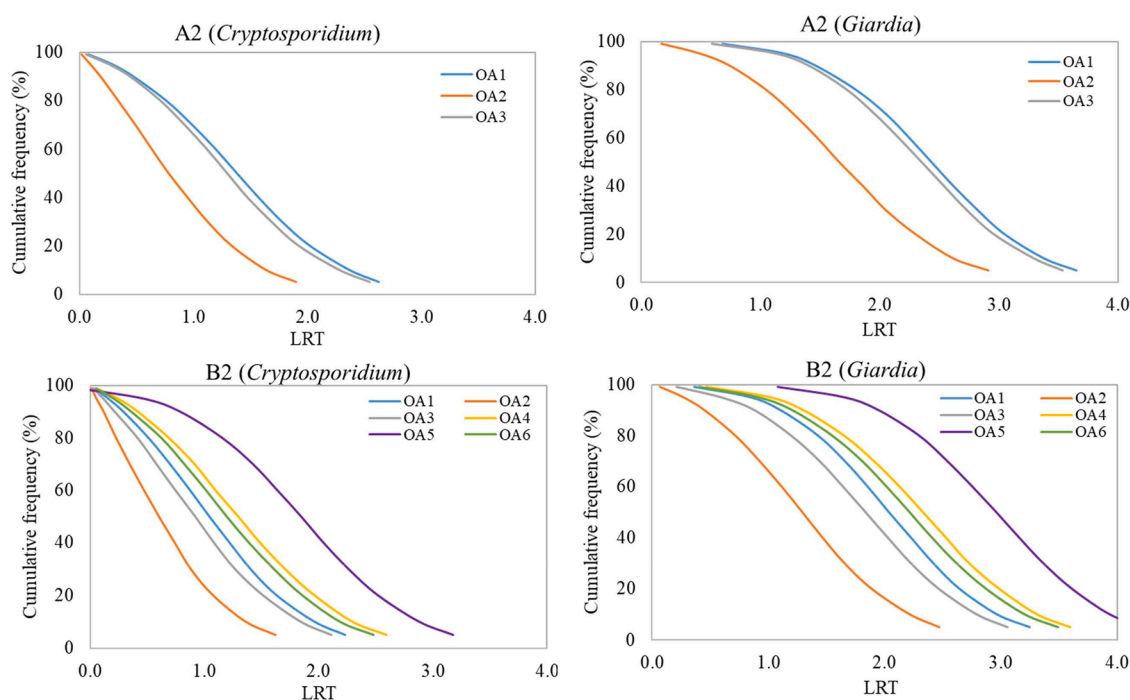 A2 (Cryptosporidium)
Cumulative frequency (%)
100
80
60
40
20
0
OA1
OA2
OA3
0.0 1.0 2.0 3.0 4.0
LRT
A2 (Giardia)
Cumulative frequency (%)
100
80
60
40
20
0
OA1
OA2
OA3
0.0 1.0 2.0 3.0 4.0
LRT
B2 (Cryptosporidium)
Cumulative frequency (%)
100
80
60
40
20
0
OA1 OA2
OA3 OA4
OA5 OA6
0.0 1.0 2.0 3.0 4.0
LRT
B2 (Giardia)
Cumulative frequency (%)
100
80
60
40
20
0
OA1 OA2
OA3 OA4
OA5 OA6
0.0 1.0 2.0 3.0 4.0
LRT